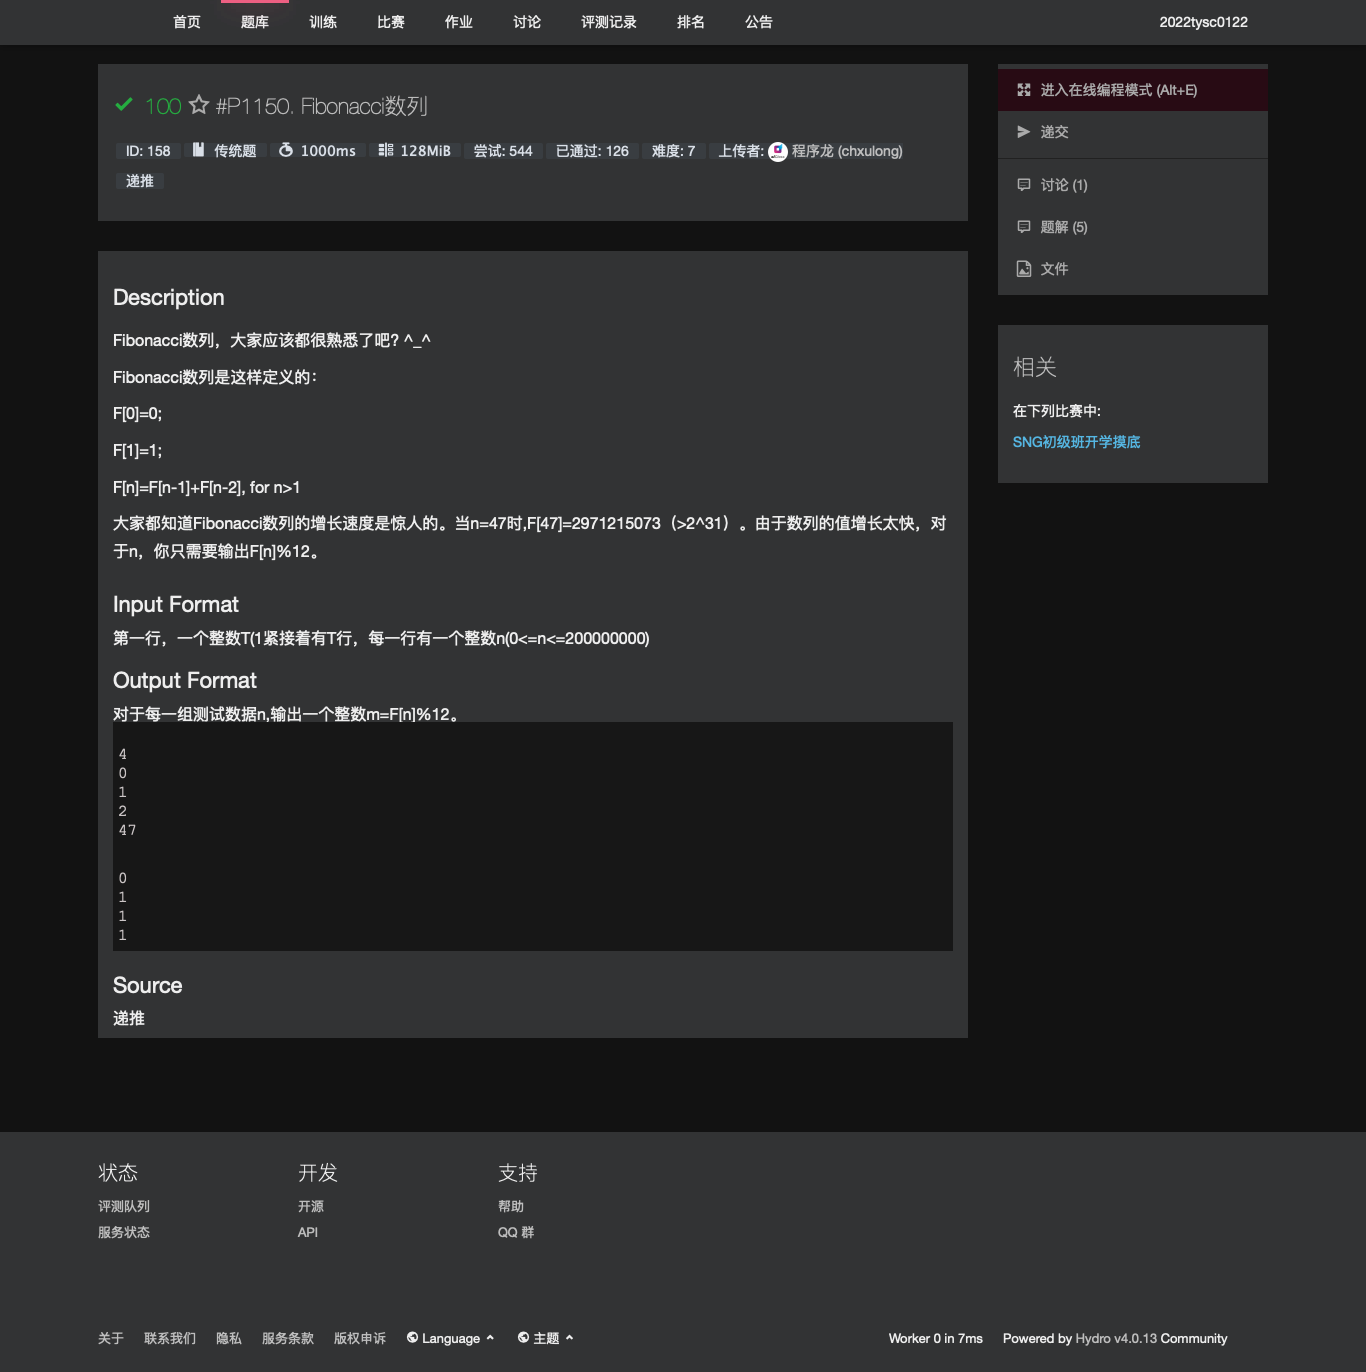 首页 题库 训练 比赛 作业 讨论 评测记录 排名 公告 2022tysc0122
100 #P1150. Fibonacci数列
ID: 158 传统题 1000ms 128MiB 尝试: 544 已通过: 126 难度: 7 上传者: 程序龙 (chxulong)
递推
进入在线编程模式 (Alt+E)
递交
讨论 (1)
题解 (5)
文件
相关
在下列比赛中:
SNG初级班开学摸底
Description
Fibonacci数列，大家应该都很熟悉了吧? ^_^
Fibonacci数列是这样定义的：
F[0]=0;
F[1]=1;
F[n]=F[n-1]+F[n-2], for n>1
大家都知道Fibonacci数列的增长速度是惊人的。当n=47时,F[47]=2971215073（>2^31）。由于数列的值增长太快，对
于n，你只需要输出F[n]%12。
Input Format
第一行，一个整数T(1紧接着有T行，每一行有一个整数n(0<=n<=200000000)
Output Format
对于每一组测试数据n,输出一个整数m=F[n]%12。
4
0
1
2
47
0
1
1
1
Source
递推
状态 开发 支持
评测队列 开源 帮助
服务状态 API QQ 群
关于 联系我们 隐私 服务条款 版权申诉 Language 主题 Worker 0 in 7ms Powered by Hydro v4.0.13 Community